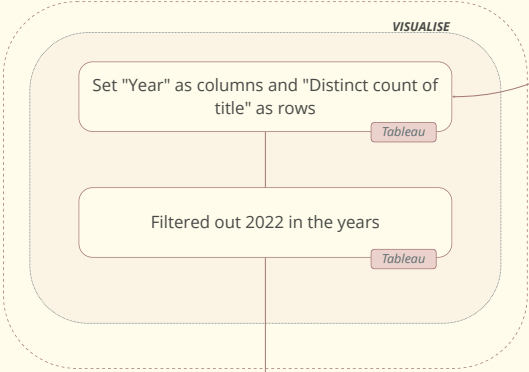 VISUALISE
Set "Year" as columns and "Distinct count of
title" as rows
Tableau
Filtered out 2022 in the years
Tableau